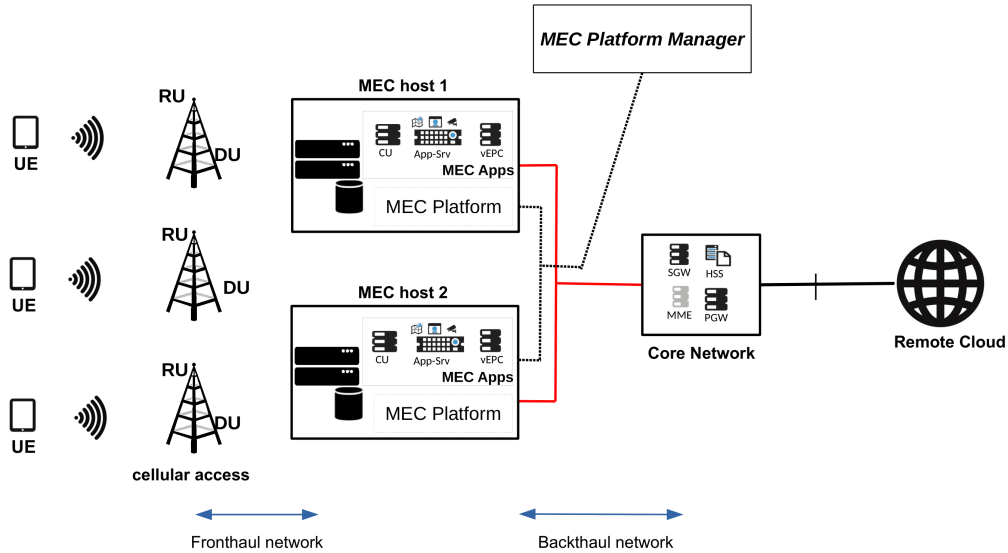 MEC Platform Manager
MEC host 1
RU
DU
UE
CU
App-Srv
vEPC
MEC Apps
MEC Platform
RU
DU
UE
MEC host 2
CU
App-Srv
vEPC
MEC Apps
MEC Platform
SGW
HSS
MME
PGW
Core Network
Remote Cloud
RU
DU
UE
cellular access
Fronthaul network
Backthaul network